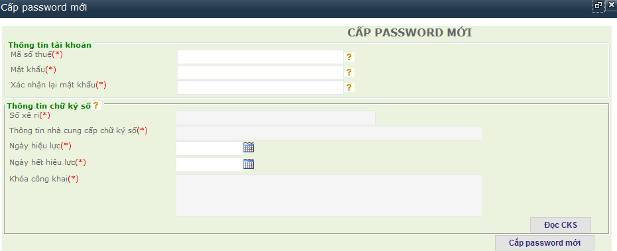 Cấp password mới
CẤP PASSWORD MỚI
Thông tin tài khoản
Mã số thuế(*)
?
Mật khẩu(*)
?
Xác nhận lại mật khẩu(*)
?
Thông tin chữ ký số ?
Số xê ri(*)
Thông tin nhà cung cấp chữ ký số(*)
Ngày hiệu lực(*)
Ngày hết hiệu lực(*)
Khóa công khai(*)
Đọc CKS
Cấp password mới